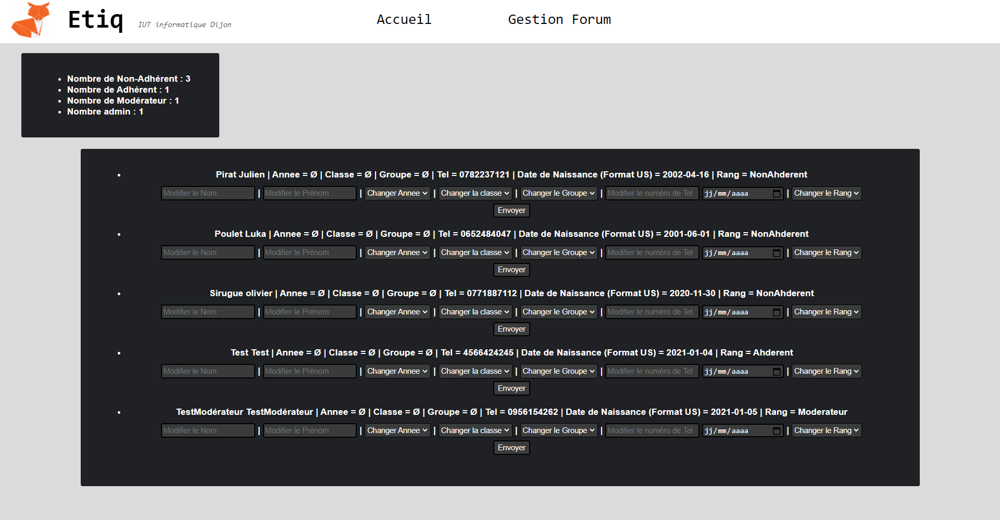 Etiq IUT informatique Dijon Accueil Gestion Forum
Nombre de Non-Adhérent : 3
Nombre de Adhérent : 1
Nombre de Modérateur : 1
Nombre admin : 1
Pirat Julien | Annee = Ø | Classe = Ø | Groupe = Ø | Tel = 0782237121 | Date de Naissance (Format US) = 2002-04-16 | Rang = NonAhderent
Modifier le Nom | Modifier le Prénom | Changer Annee | Changer la classe | Changer le Groupe | Modifier le numéro de Tel jj/mm/aaaa | Changer le Rang
Envoyer
Poulet Luka | Annee = Ø | Classe = Ø | Groupe = Ø | Tel = 0652484047 | Date de Naissance (Format US) = 2001-06-01 | Rang = NonAhderent
Modifier le Nom | Modifier le Prénom | Changer Annee | Changer la classe | Changer le Groupe | Modifier le numéro de Tel jj/mm/aaaa | Changer le Rang
Envoyer
Sirugue olivier | Annee = Ø | Classe = Ø | Groupe = Ø | Tel = 0771887112 | Date de Naissance (Format US) = 2020-11-30 | Rang = NonAhderent
Modifier le Nom | Modifier le Prénom | Changer Annee | Changer la classe | Changer le Groupe | Modifier le numéro de Tel jj/mm/aaaa | Changer le Rang
Envoyer
Test Test | Annee = Ø | Classe = Ø | Groupe = Ø | Tel = 4566424245 | Date de Naissance (Format US) = 2021-01-04 | Rang = Ahderent
Modifier le Nom | Modifier le Prénom | Changer Annee | Changer la classe | Changer le Groupe | Modifier le numéro de Tel jj/mm/aaaa | Changer le Rang
Envoyer
TestModérateur TestModérateur | Annee = Ø | Classe = Ø | Groupe = Ø | Tel = 0956154262 | Date de Naissance (Format US) = 2021-01-05 | Rang = Moderateur
Modifier le Nom | Modifier le Prénom | Changer Annee | Changer la classe | Changer le Groupe | Modifier le numéro de Tel jj/mm/aaaa | Changer le Rang
Envoyer